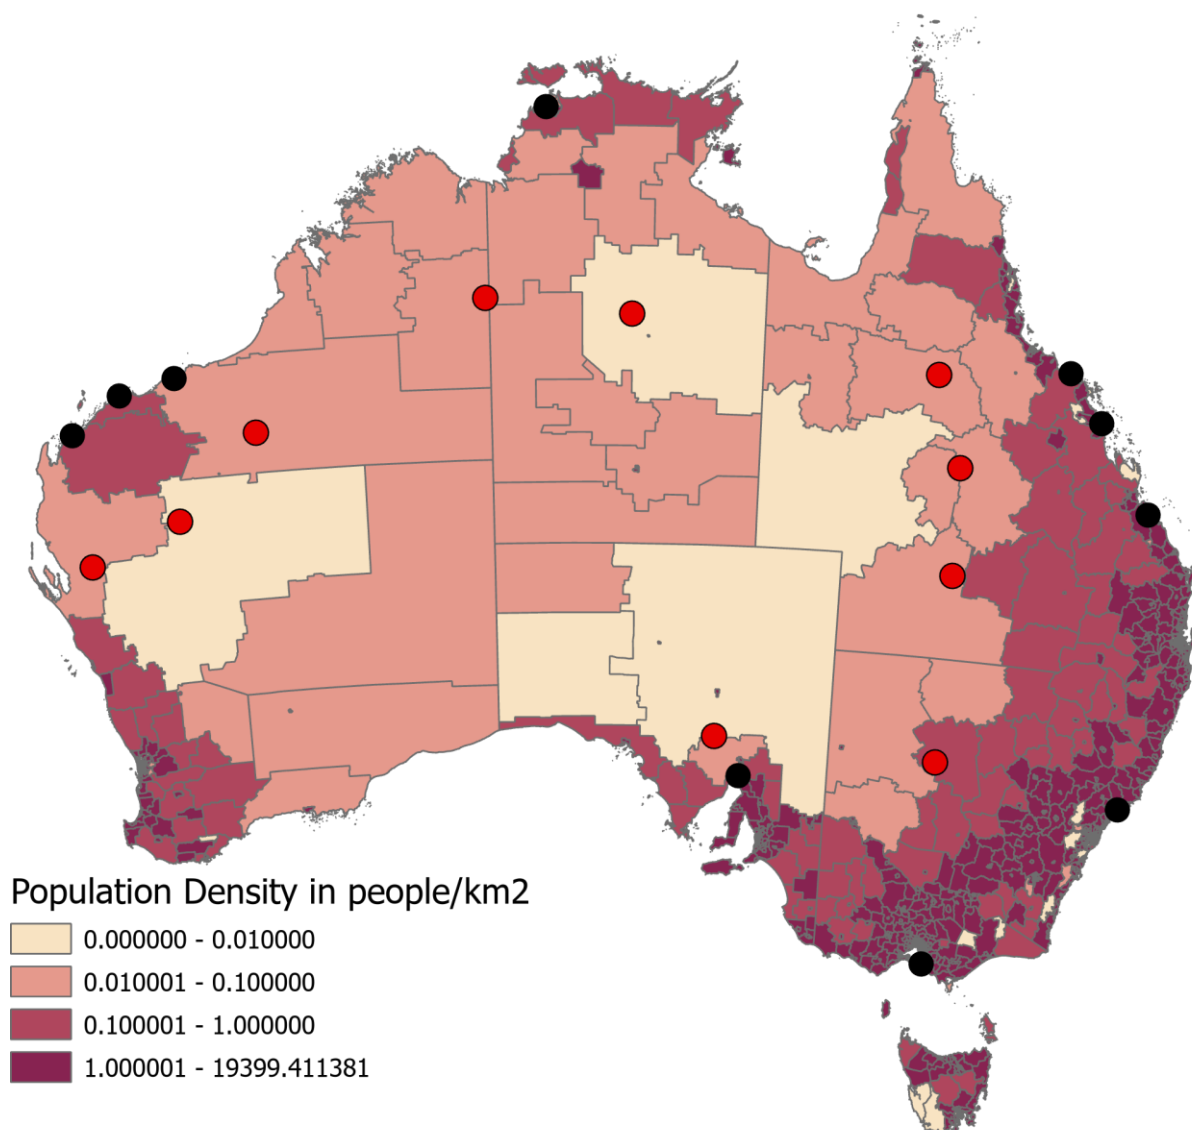 Population Density in people/km2
0.000000 - 0.010000
0.010001 - 0.100000
0.100001 - 1.000000
1.000001 - 19399.411381